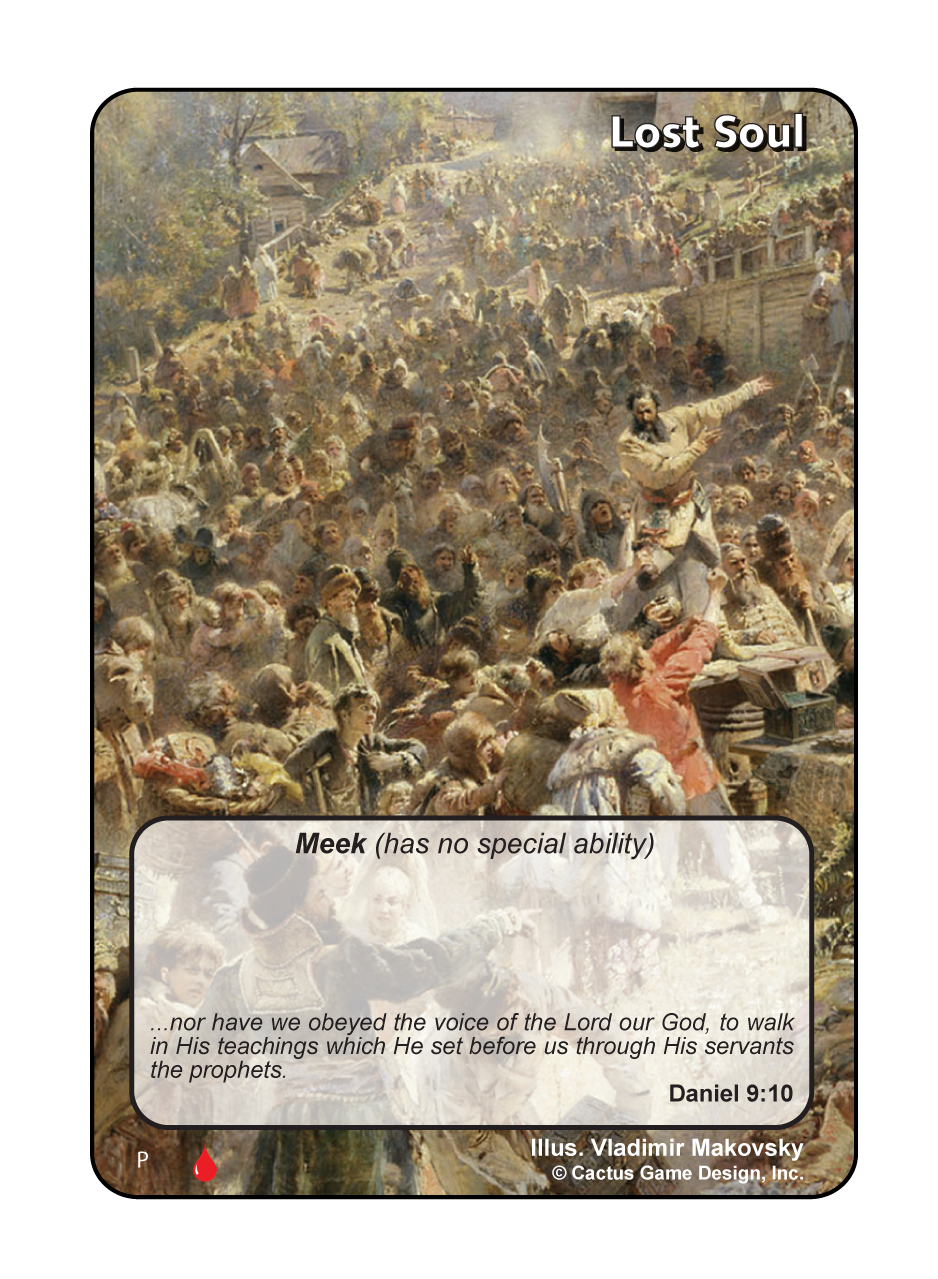 Lost Soul
Meek (has no special ability)
...nor have we obeyed the voice of the Lord our God, to walk
in His teachings which He set before us through His servants
the prophets.
Daniel 9:10
Illus. Vladimir Makovsky
P
© Cactus Game Design, Inc.